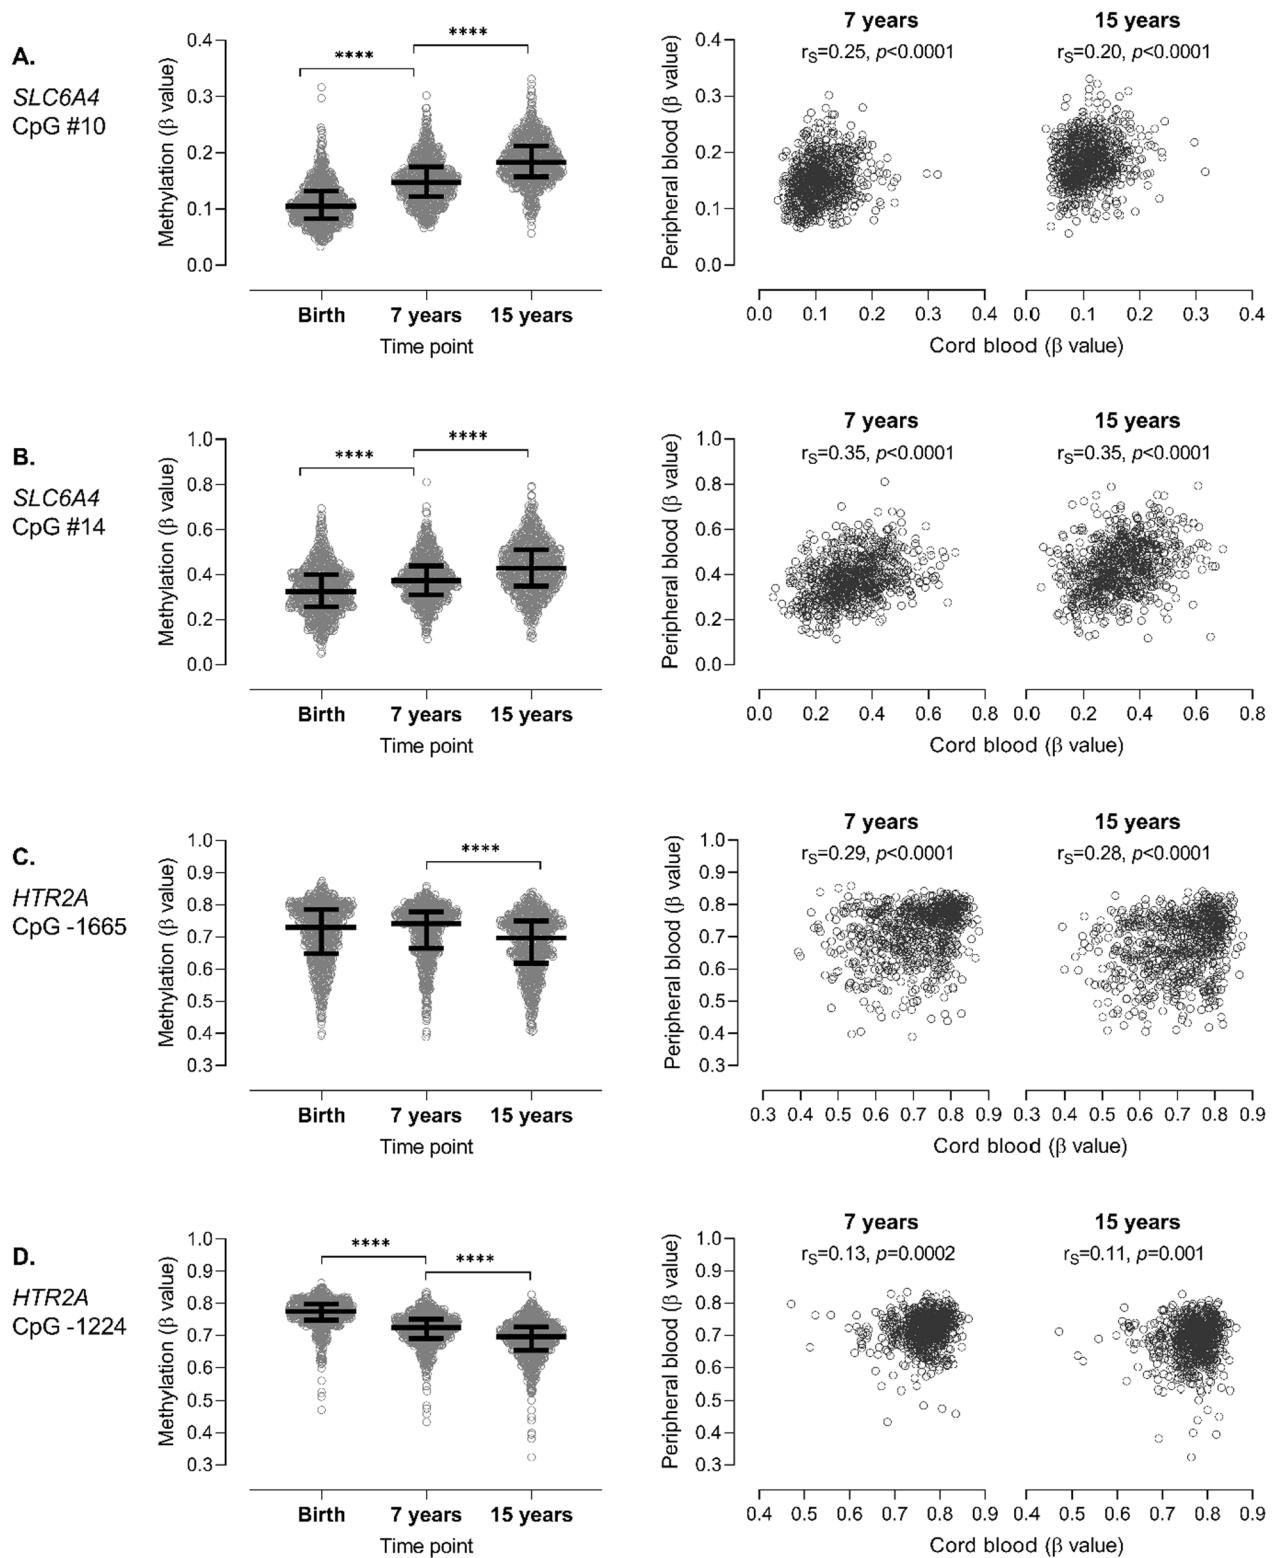 A.
SLC6A4
CpG #10
Methylation (β value)
0.4
0.3
0.2
0.1
0.0
****
****
Birth
7 years
15 years
Time point
Peripheral blood (β value)
0.4
0.3
0.2
0.1
0.0
7 years
rS=0.25, p<0.0001
15 years
rS=0.20, p<0.0001
0.0 0.1 0.2 0.3 0.4
0.0 0.1 0.2 0.3 0.4
Cord blood (β value)
B.
SLC6A4
CpG #14
Methylation (β value)
1.0
0.8
0.6
0.4
0.2
0.0
****
****
Birth
7 years
15 years
Time point
Peripheral blood (β value)
1.0
0.8
0.6
0.4
0.2
0.0
7 years
rS=0.35, p<0.0001
15 years
rS=0.35, p<0.0001
0.0 0.2 0.4 0.6 0.8
0.0 0.2 0.4 0.6 0.8
Cord blood (β value)
C.
HTR2A
CpG -1665
Methylation (β value)
1.0
0.9
0.8
0.7
0.6
0.5
0.4
0.3
****
Birth
7 years
15 years
Time point
Peripheral blood (β value)
1.0
0.9
0.8
0.7
0.6
0.5
0.4
0.3
7 years
rS=0.29, p<0.0001
15 years
rS=0.28, p<0.0001
0.3 0.4 0.5 0.6 0.7 0.8 0.9
0.3 0.4 0.5 0.6 0.7 0.8 0.9
Cord blood (β value)
D.
HTR2A
CpG -1224
Methylation (β value)
1.0
0.9
0.8
0.7
0.6
0.5
0.4
0.3
****
****
Birth
7 years
15 years
Time point
Peripheral blood (β value)
1.0
0.9
0.8
0.7
0.6
0.5
0.4
0.3
7 years
rS=0.13, p=0.0002
15 years
rS=0.11, p=0.001
0.4 0.5 0.6 0.7 0.8 0.9
0.4 0.5 0.6 0.7 0.8 0.9
Cord blood (β value)